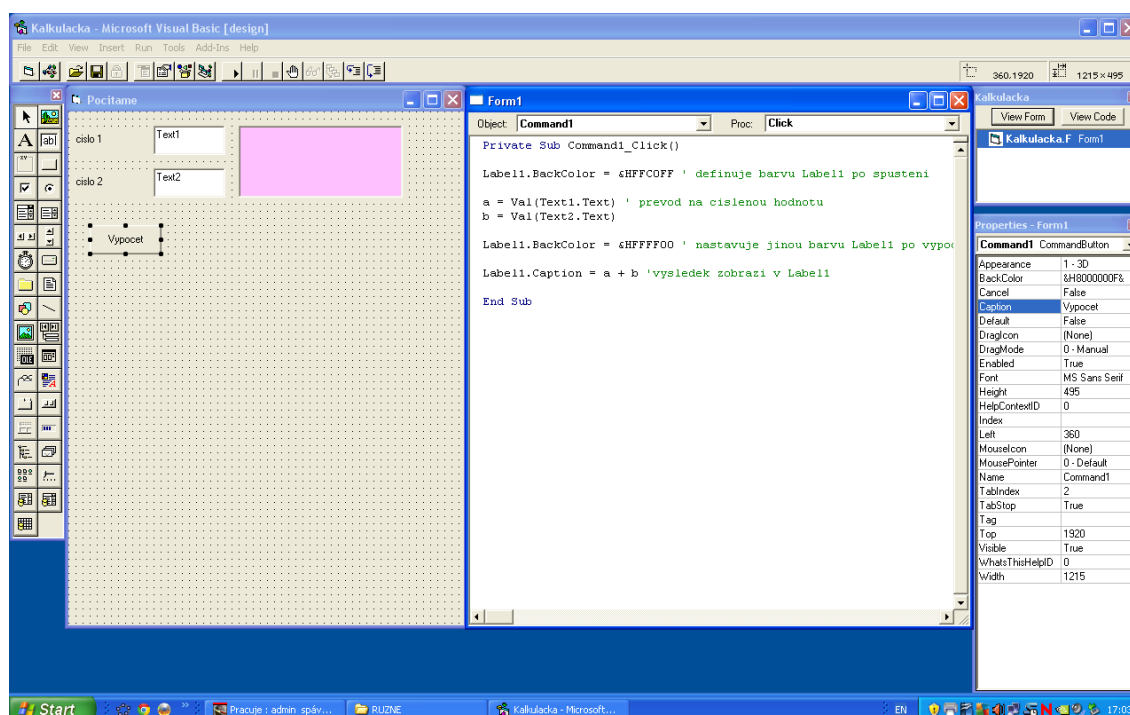 Kalkulacka - Microsoft Visual Basic [design]
File Edit View Insert Run Tools Add-Ins Help
360,1920 1215×495
Pocitame
cislo 1 Text1
cislo 2 Text2
Vypocet
Form1
Object: Command1 Proc: Click
Private Sub Command1_Click()
Label1.BackColor = &HFFC0FF ' definuje barvu Label1 po spusteni
a = Val(Text1.Text) ' prevod na cislenou hodnotu
b = Val(Text2.Text)
Label1.BackColor = &HFFFF00 ' nastavuje jinou barvu Label1 po vypo
Label1.Caption = a + b 'vysledek zobrazi v Label1
End Sub
Kalkulacka
View Form View Code
Kalkulacka.F Form1
Properties - Form1
Command1 CommandButton
Appearance 1 - 3D
BackColor &H8000000F&
Cancel False
Caption Vypocet
Default False
DragIcon (None)
DragMode 0 - Manual
Enabled True
Font MS Sans Serif
Height 495
HelpContextID 0
Index
Left 360
MouseIcon (None)
MousePointer 0 - Default
Name Command1
TabIndex 2
TabStop True
Tag
Top 1920
Visible True
WhatsThisHelpID 0
Width 1215
Start Pracuje : admin spáv... RUZNE Kalkulacka - Microsoft... EN 17:03